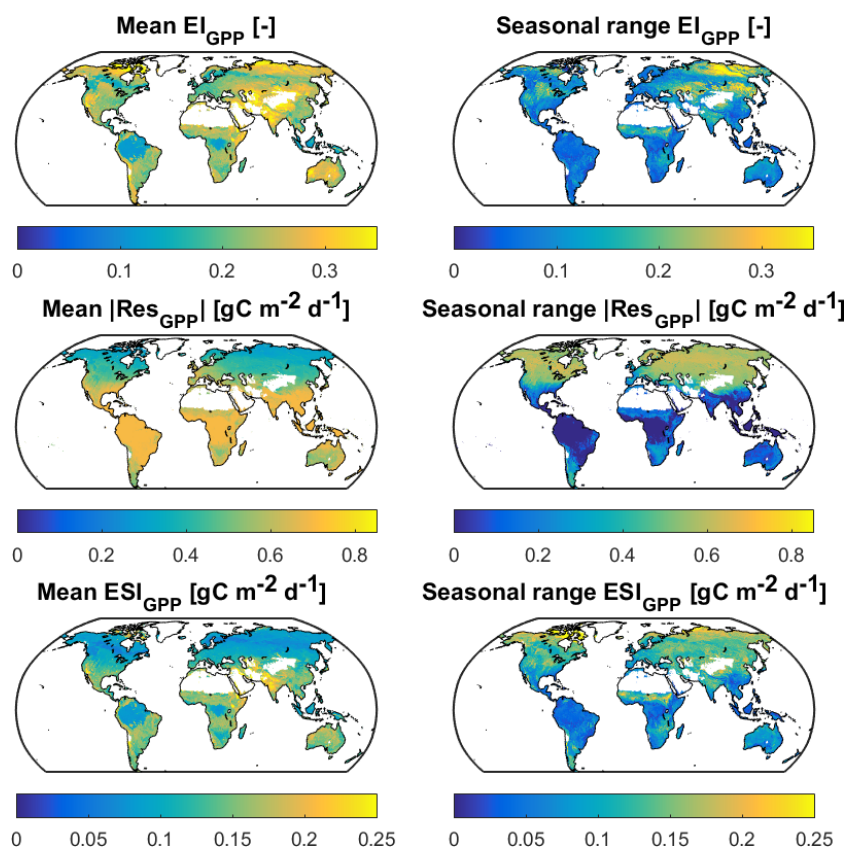 Mean EI_GPP [-]
Seasonal range EI_GPP [-]
0 0.1 0.2 0.3
0 0.1 0.2 0.3
Mean |Res_GPP| [gC m^-2 d^-1]
Seasonal range |Res_GPP| [gC m^-2 d^-1]
0 0.2 0.4 0.6 0.8
0 0.2 0.4 0.6 0.8
Mean ESI_GPP [gC m^-2 d^-1]
Seasonal range ESI_GPP [gC m^-2 d^-1]
0 0.05 0.1 0.15 0.2 0.25
0 0.05 0.1 0.15 0.2 0.25